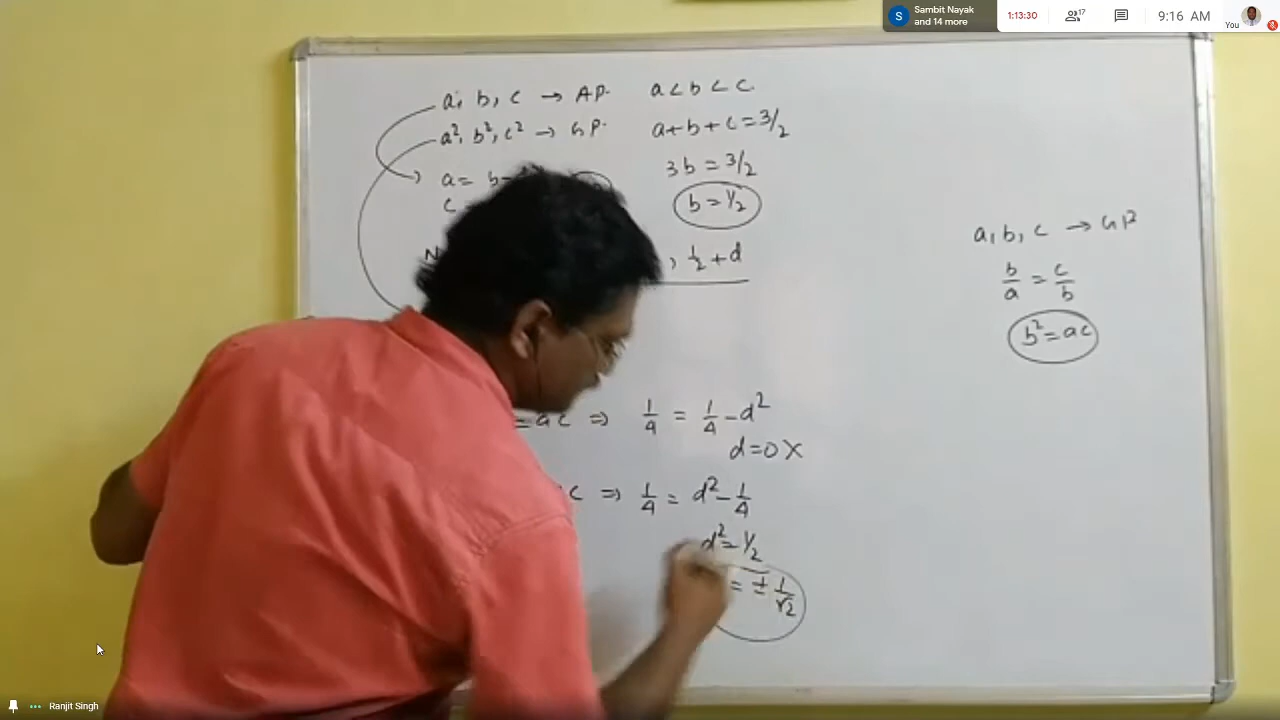 Sambit Nayak
and 14 more
1:13:30
17
9:16 AM
You
S
a, b, c → AP. a < b < c.
a², b², c² → G.P. a+b+c = 3/2
a = b- 3b = 3/2
c b = 1/2
N , 1/2 + d
a, b, c → G.P
b/a = c/b
b² = ac
= ac ⇒ 1/4 = 1/4 - d²
d = 0 X
c ⇒ 1/4 = d² - 1/4
d² = 1/2
= ± 1/√2
Ranjit Singh